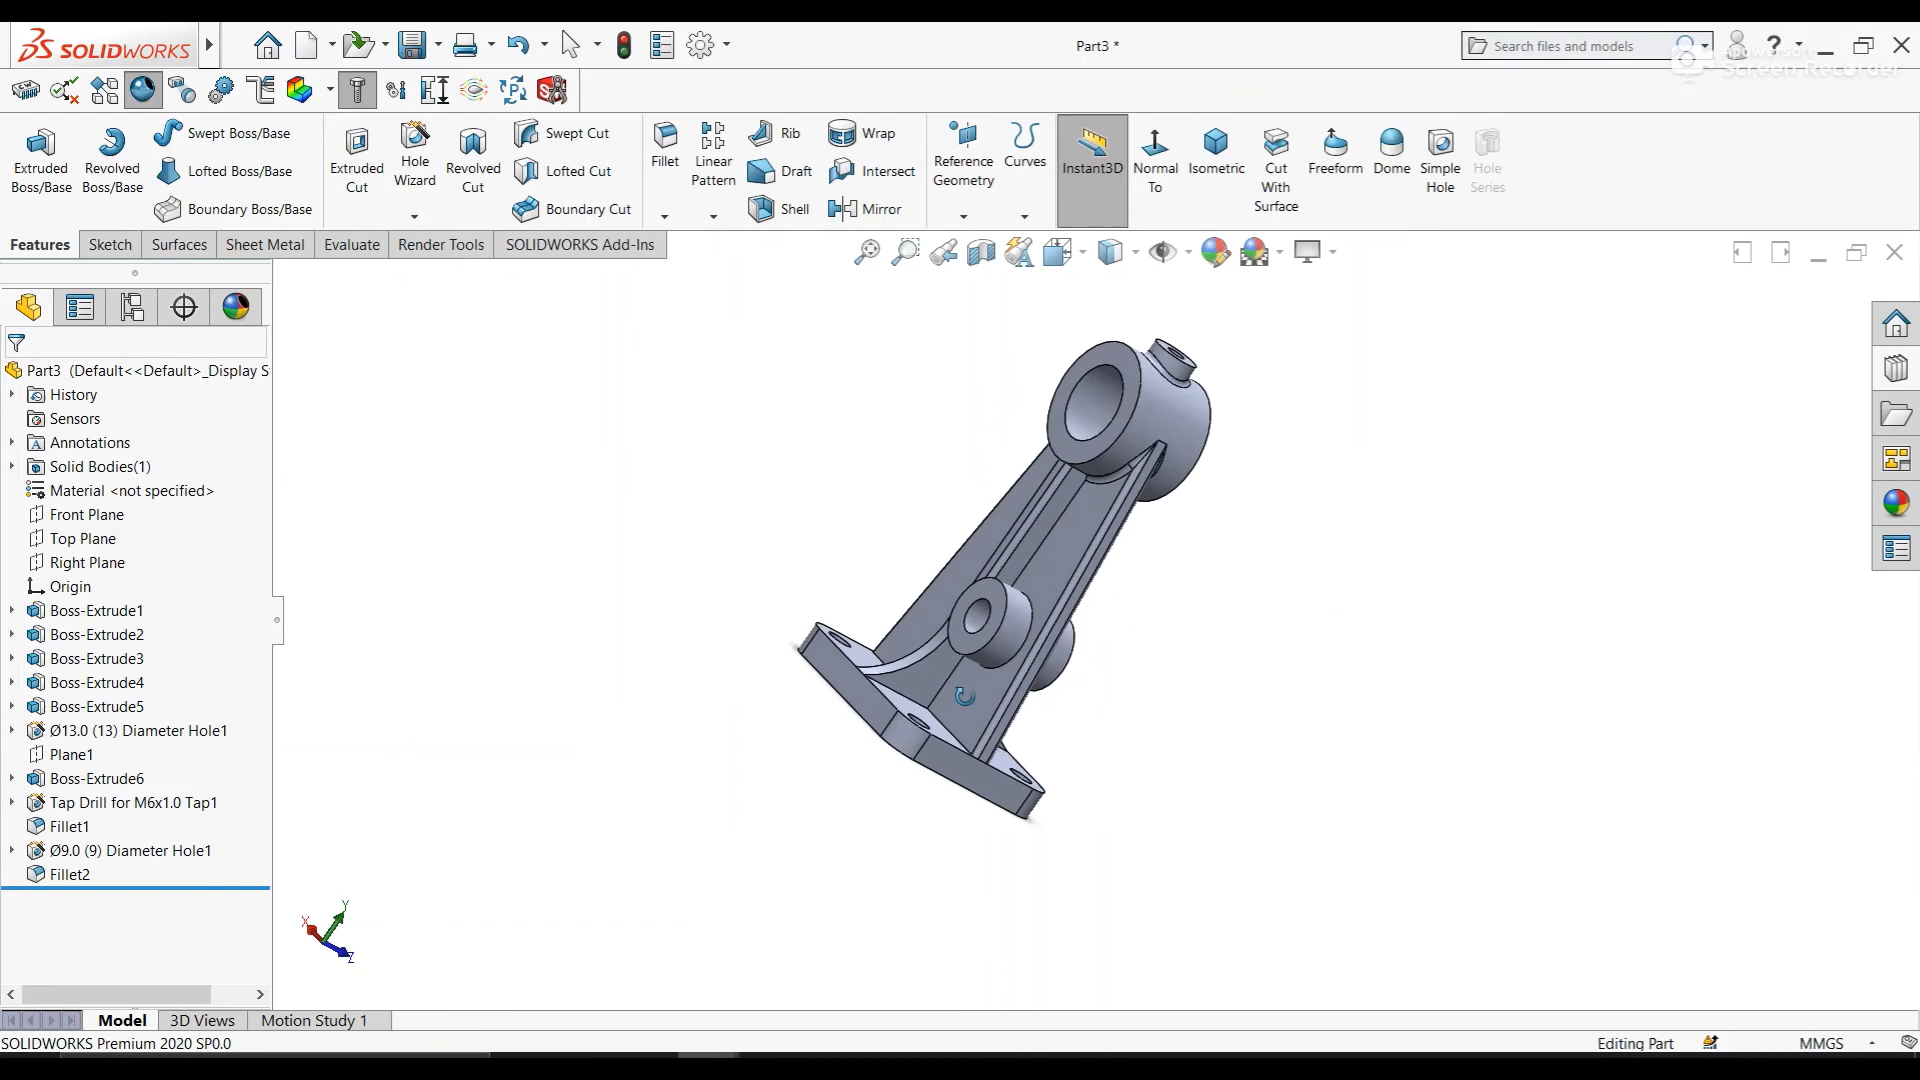 SOLIDWORKS
Part3 *
Search files and models
Screen Recorder
Extruded Boss/Base
Revolved Boss/Base
Swept Boss/Base
Lofted Boss/Base
Boundary Boss/Base
Extruded Cut
Hole Wizard
Revolved Cut
Swept Cut
Lofted Cut
Boundary Cut
Fillet
Linear Pattern
Rib
Draft
Shell
Wrap
Intersect
Mirror
Reference Geometry
Curves
Instant3D
Normal To
Isometric
Cut With Surface
Freeform
Dome
Simple Hole
Hole Series
Features
Sketch
Surfaces
Sheet Metal
Evaluate
Render Tools
SOLIDWORKS Add-Ins
Part3 (Default<<Default>_Display S
History
Sensors
Annotations
Solid Bodies(1)
Material <not specified>
Front Plane
Top Plane
Right Plane
Origin
Boss-Extrude1
Boss-Extrude2
Boss-Extrude3
Boss-Extrude4
Boss-Extrude5
Ø13.0 (13) Diameter Hole1
Plane1
Boss-Extrude6
Tap Drill for M6x1.0 Tap1
Fillet1
Ø9.0 (9) Diameter Hole1
Fillet2
Y
X
Z
Model
3D Views
Motion Study 1
SOLIDWORKS Premium 2020 SP0.0
Editing Part
MMGS